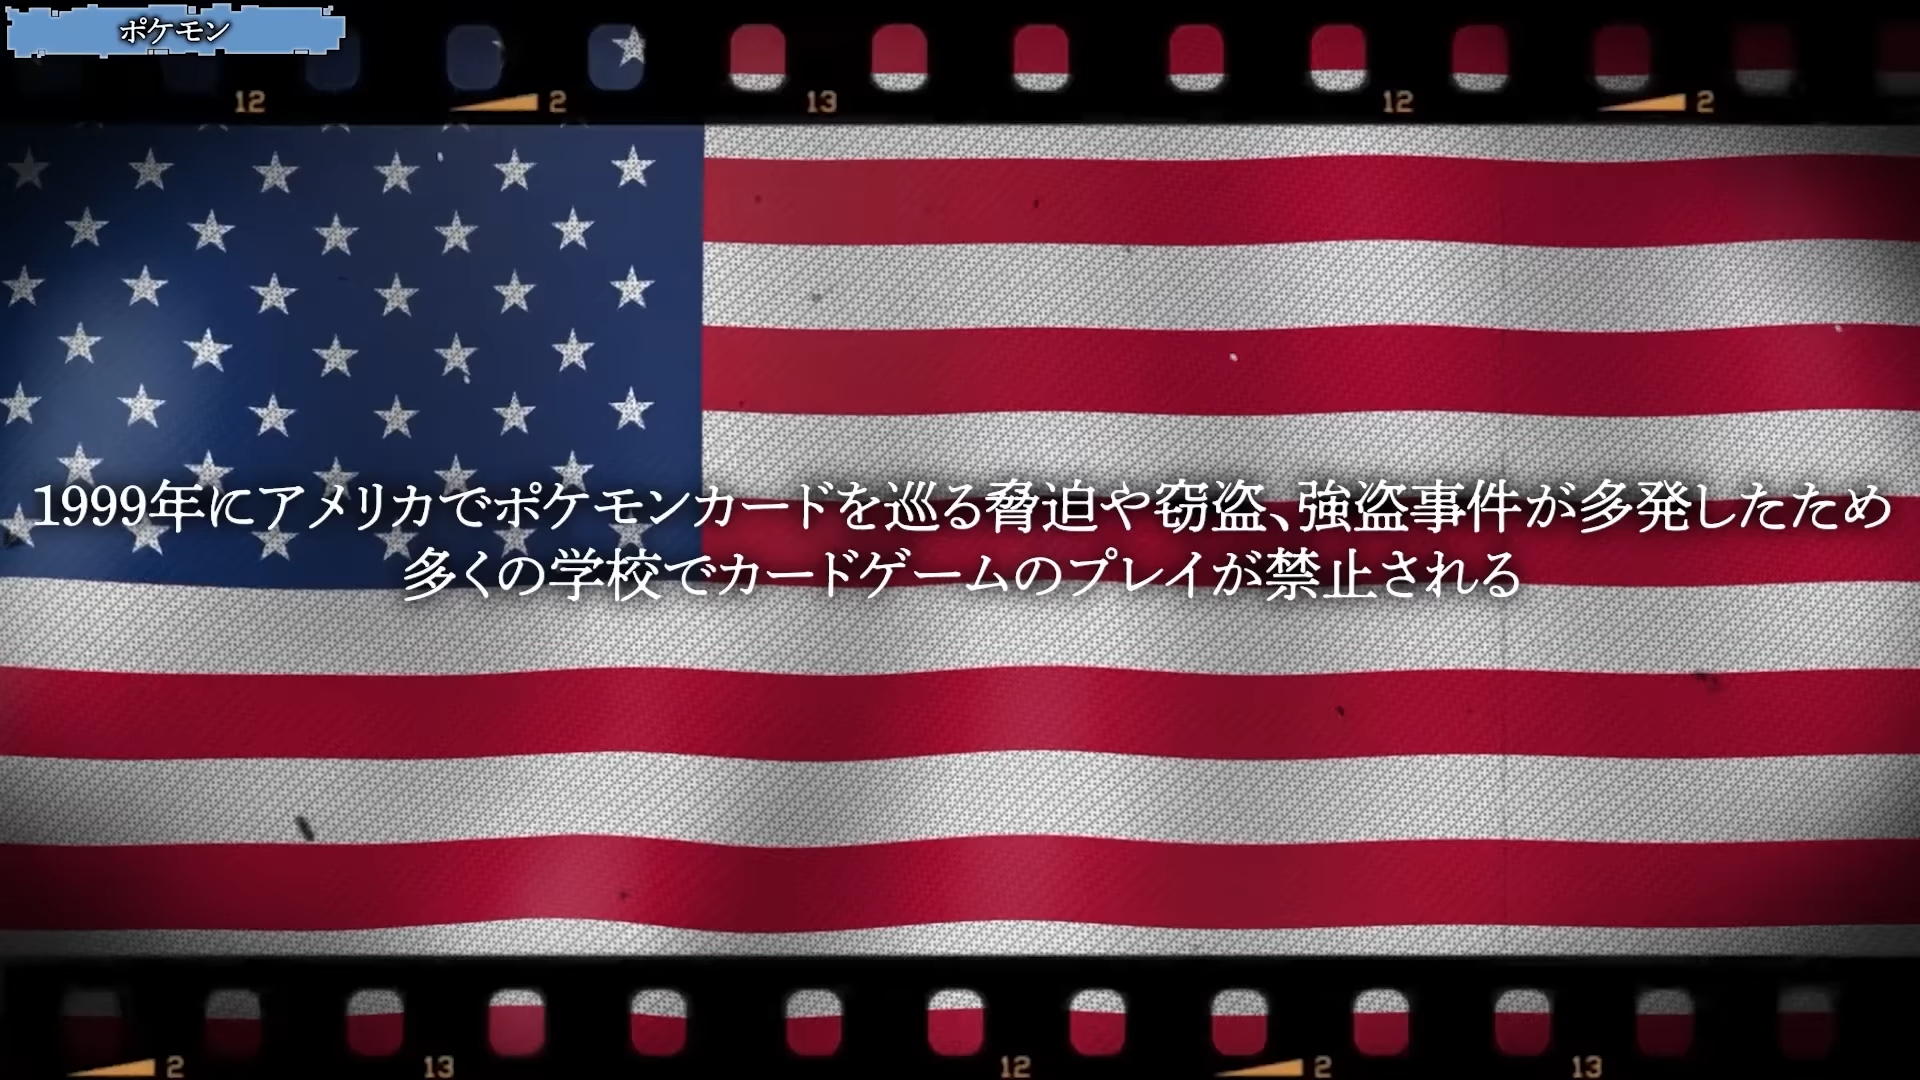 ポケモン
12 2 13 12 2
1999年にアメリカでポケモンカードを巡る脅迫や窃盗、強盗事件が多発したため
多くの学校でカードゲームのプレイが禁止される
2 13 12 2 13